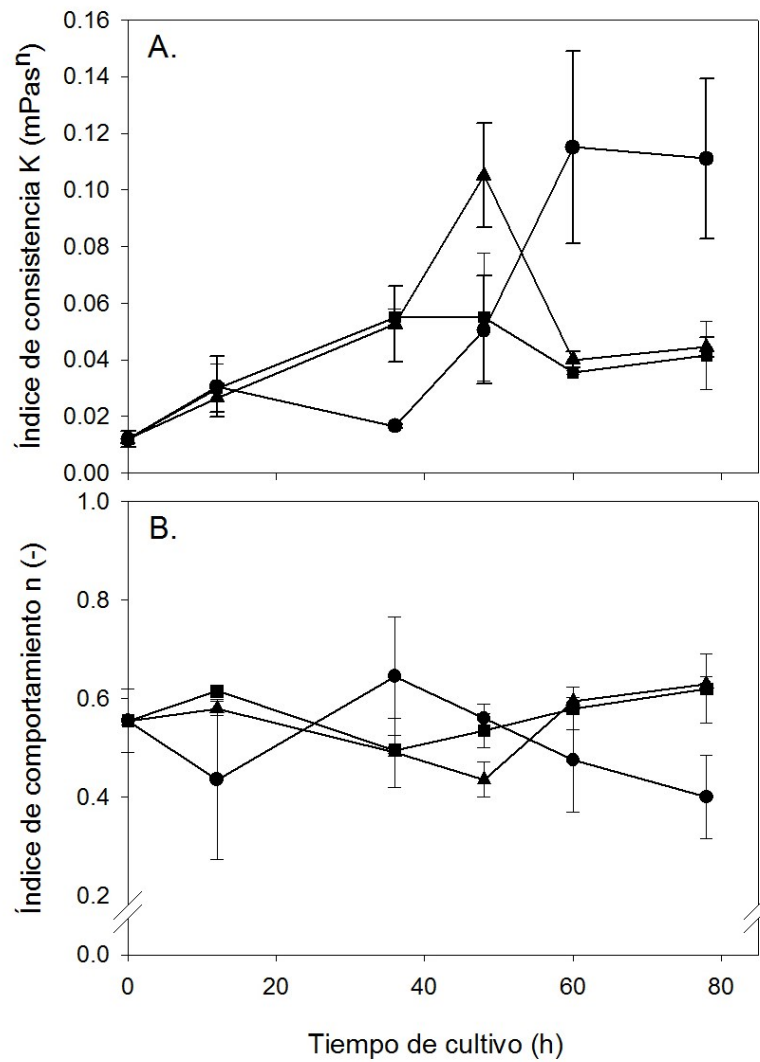 A.
Índice de consistencia K (mPasⁿ)
0.16
0.14
0.12
0.10
0.08
0.06
0.04
0.02
0.00
B.
Índice de comportamiento n (-)
1.0
0.8
0.6
0.4
0.2
0.0
0 20 40 60 80
Tiempo de cultivo (h)